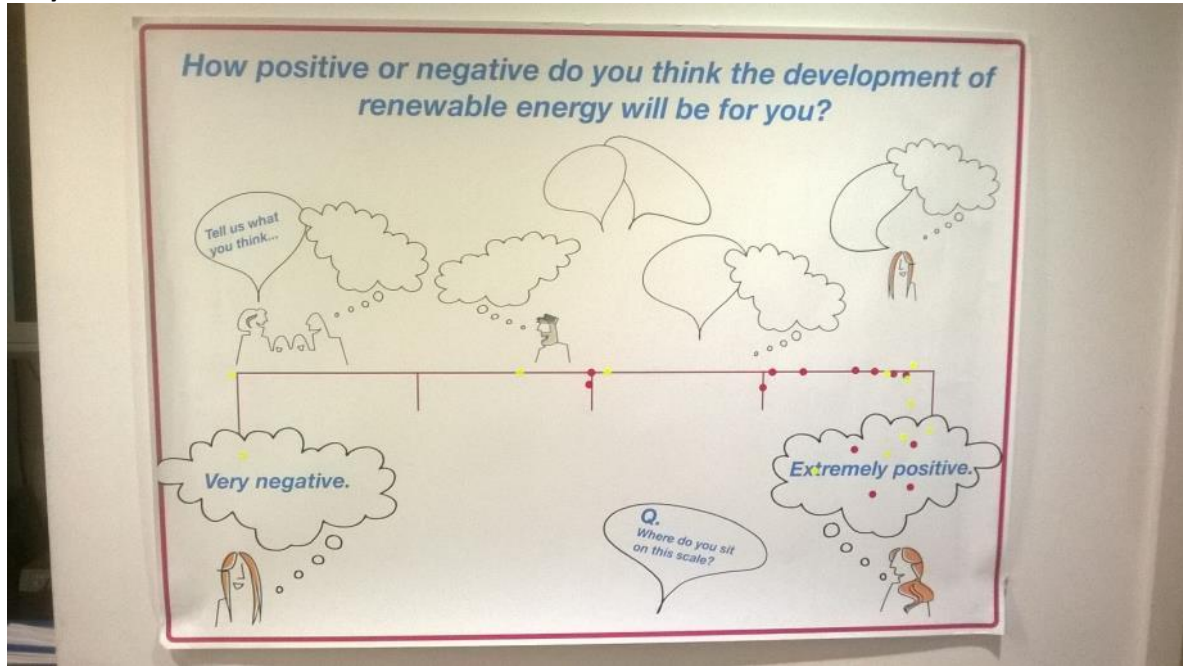 How positive or negative do you think the development of
renewable energy will be for you?
Tell us what
you think...
Very negative.
Extremely positive.
Q.
Where do you sit
on this scale?